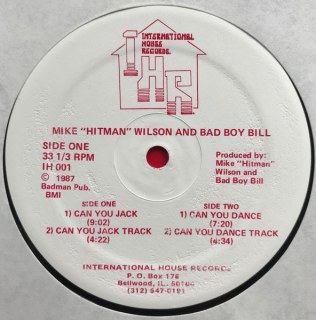 INTERNATIONAL
HOUSE
RECORDS.
IHR
MIKE "HITMAN" WILSON AND BAD BOY BILL
SIDE ONE
33 1/3 RPM
IH 001
© 1987
Badman Pub.
BMI
Produced by:
Mike "Hitman"
Wilson and
Bad Boy Bill
SIDE ONE
1) CAN YOU JACK
(9:02)
2) CAN YOU JACK TRACK
(4:22)
SIDE TWO
1) CAN YOU DANCE
(7:20)
2) CAN YOU DANCE TRACK
(6:34)
INTERNATIONAL HOUSE RECORDS
P. O. Box 178
Bellwood, IL. 60104
(312) 547-0181